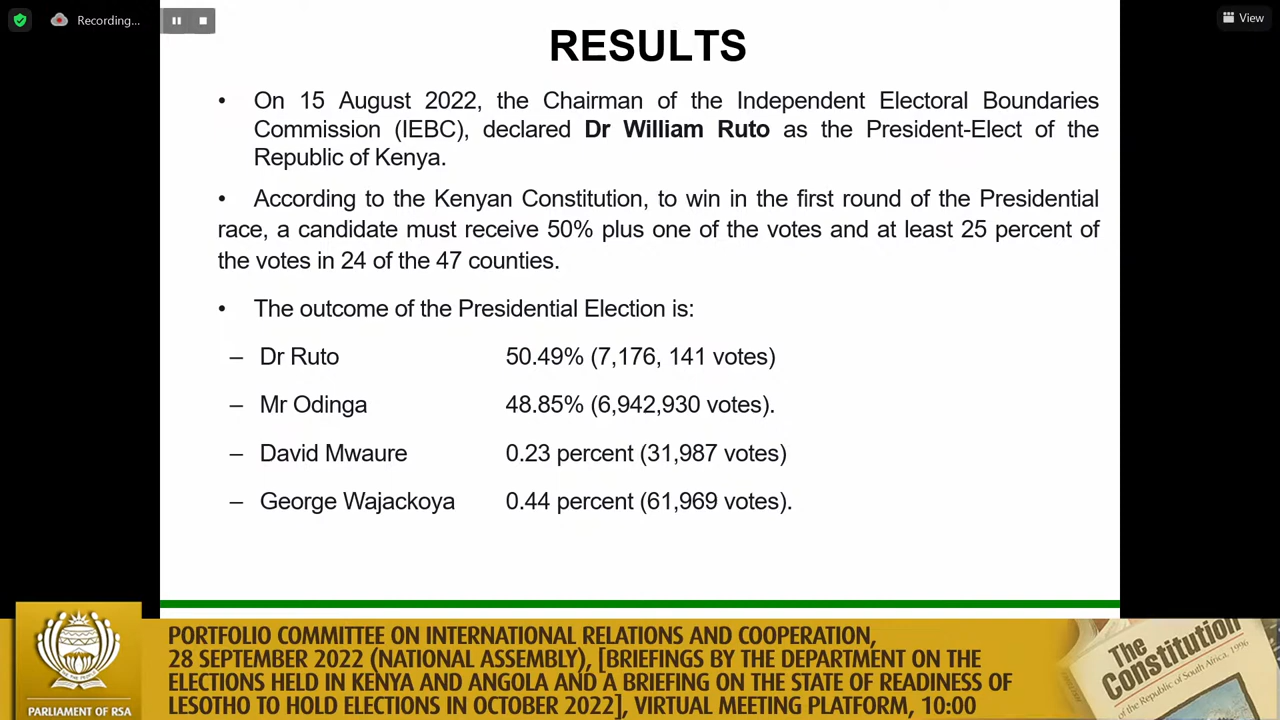 Recording...
View
RESULTS
• On 15 August 2022, the Chairman of the Independent Electoral Boundaries
Commission (IEBC), declared Dr William Ruto as the President-Elect of the
Republic of Kenya.
• According to the Kenyan Constitution, to win in the first round of the Presidential
race, a candidate must receive 50% plus one of the votes and at least 25 percent of
the votes in 24 of the 47 counties.
• The outcome of the Presidential Election is:
– Dr Ruto 50.49% (7,176, 141 votes)
– Mr Odinga 48.85% (6,942,930 votes).
– David Mwaure 0.23 percent (31,987 votes)
– George Wajackoya 0.44 percent (61,969 votes).
PORTFOLIO COMMITTEE ON INTERNATIONAL RELATIONS AND COOPERATION,
28 SEPTEMBER 2022 (NATIONAL ASSEMBLY), [BRIEFINGS BY THE DEPARTMENT ON THE
ELECTIONS HELD IN KENYA AND ANGOLA AND A BRIEFING ON THE STATE OF READINESS OF
LESOTHO TO HOLD ELECTIONS IN OCTOBER 2022], VIRTUAL MEETING PLATFORM, 10:00
PARLIAMENT OF RSA
The
Constitution
of the Republic of South Africa, 1996